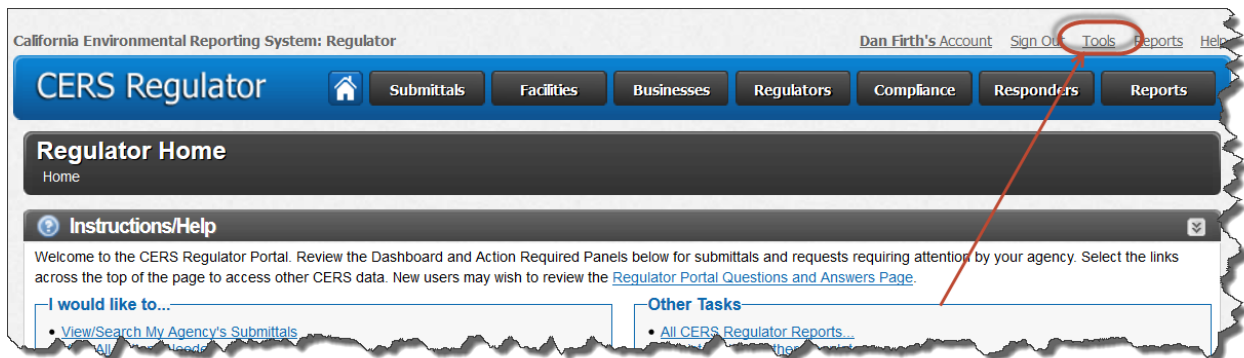 California Environmental Reporting System: Regulator
Dan Firth's Account Sign Out Tools Reports Help
CERS Regulator Submittals Facilities Businesses Regulators Compliance Responders Reports
Regulator Home
Home
Instructions/Help
Welcome to the CERS Regulator Portal. Review the Dashboard and Action Required Panels below for submittals and requests requiring attention by your agency. Select the links
across the top of the page to access other CERS data. New users may wish to review the Regulator Portal Questions and Answers Page.
I would like to...
View/Search My Agency's Submittals
Other Tasks
All CERS Regulator Reports...